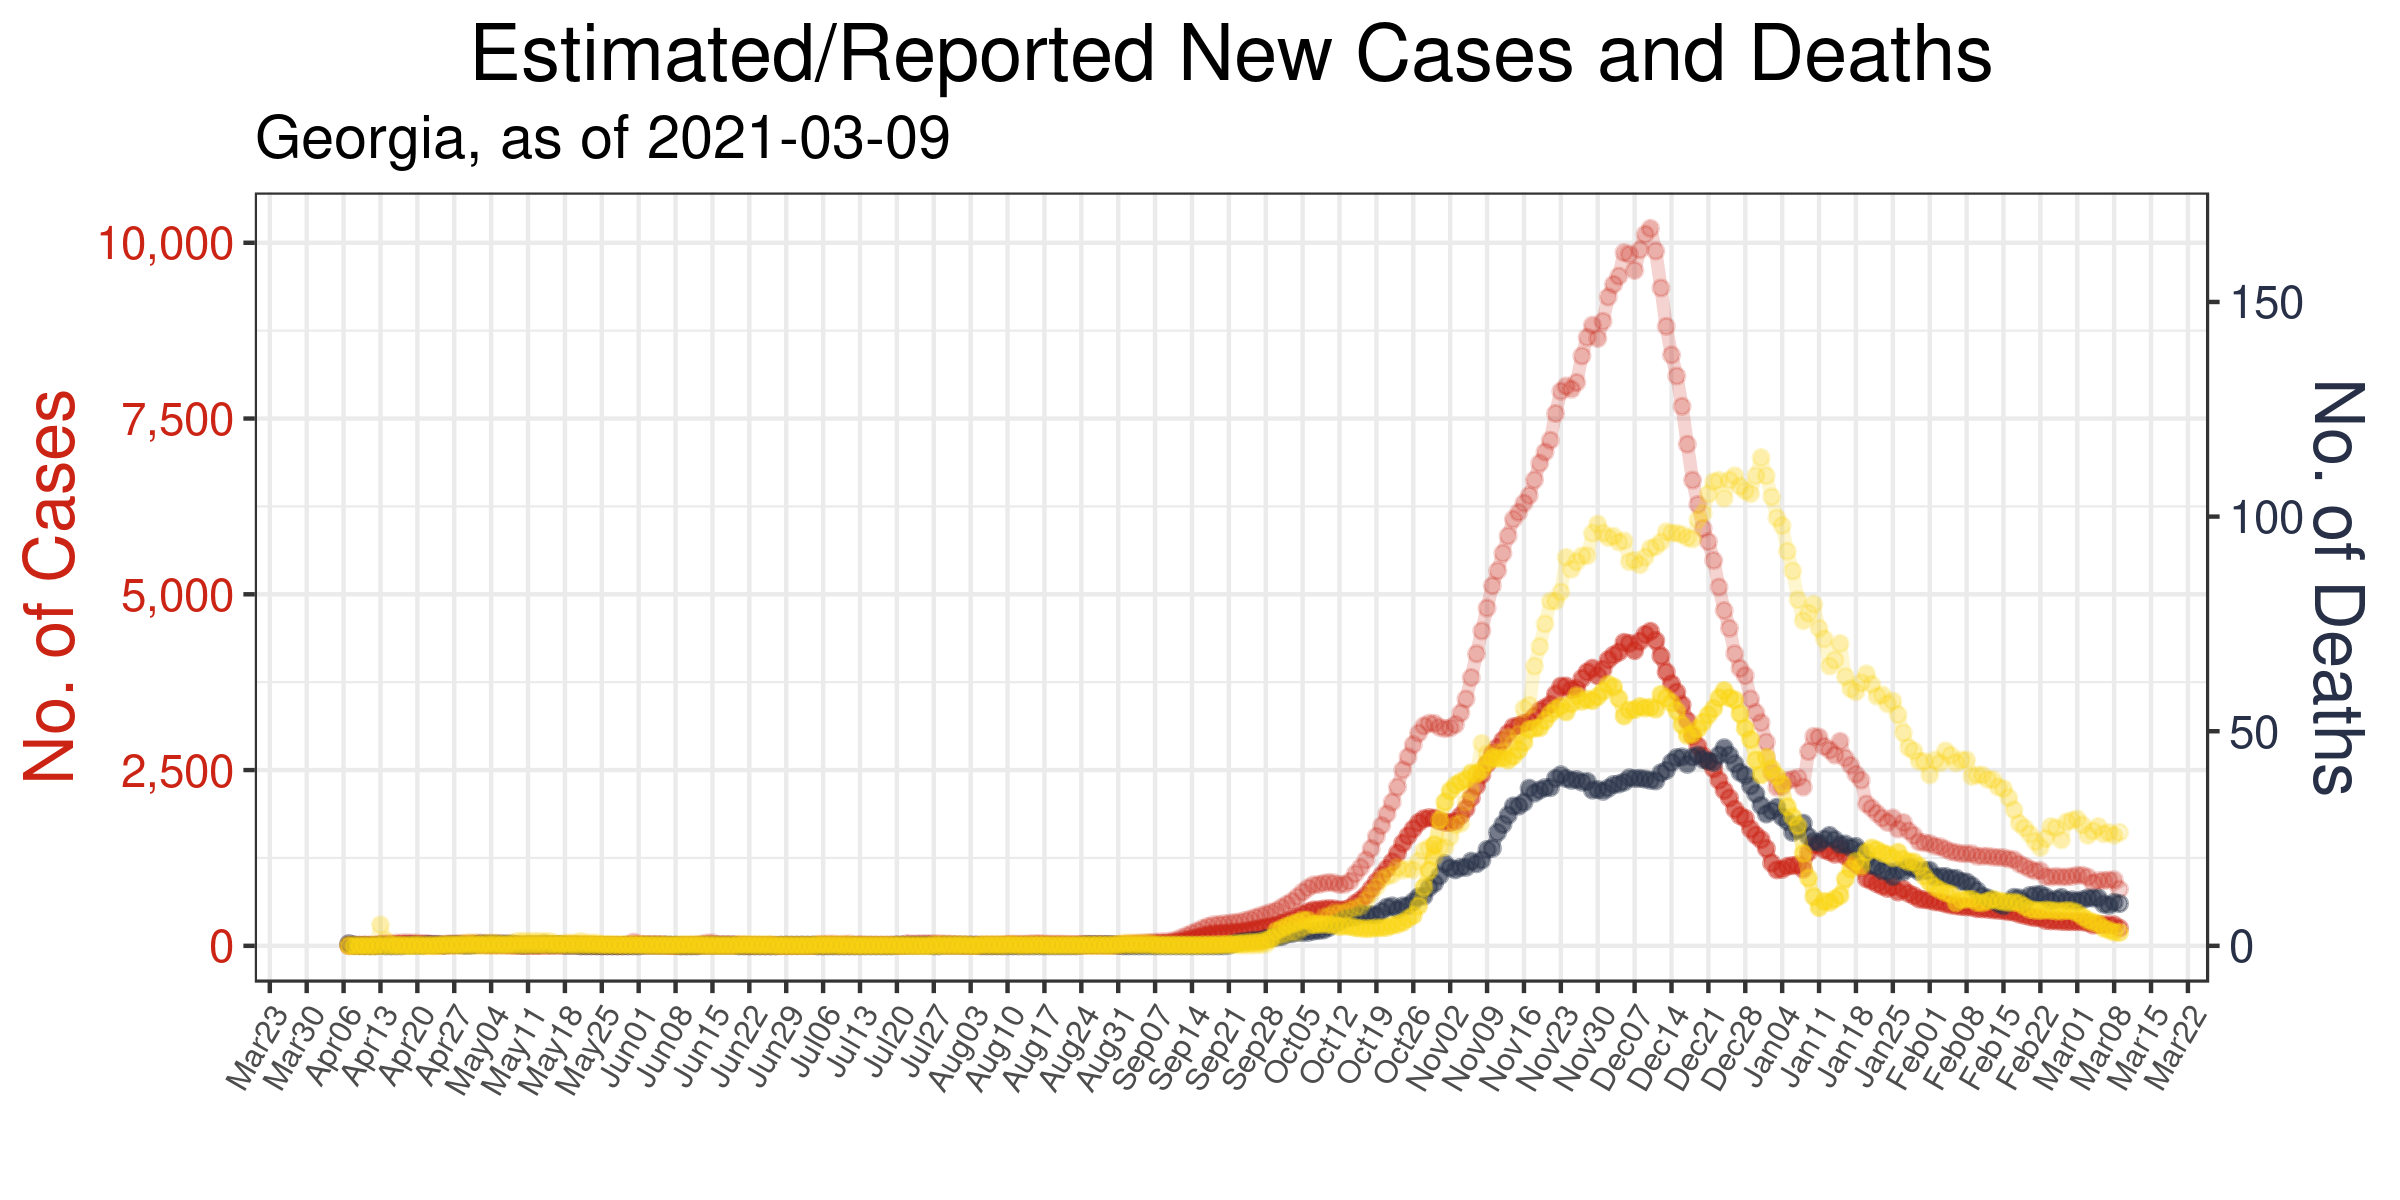 Estimated/Reported New Cases and Deaths
Georgia, as of 2021-03-09
No. of Cases
10,000
7,500
5,000
2,500
0
150
100
50
0
No. of Deaths
Mar23
Mar30
Apr06
Apr13
Apr20
Apr27
May04
May11
May18
May25
Jun01
Jun08
Jun15
Jun22
Jun29
Jul06
Jul13
Jul20
Jul27
Aug03
Aug10
Aug17
Aug24
Aug31
Sep07
Sep14
Sep21
Sep28
Oct05
Oct12
Oct19
Oct26
Nov02
Nov09
Nov16
Nov23
Nov30
Dec07
Dec14
Dec21
Dec28
Jan04
Jan11
Jan18
Jan25
Feb01
Feb08
Feb15
Feb22
Mar01
Mar08
Mar15
Mar22